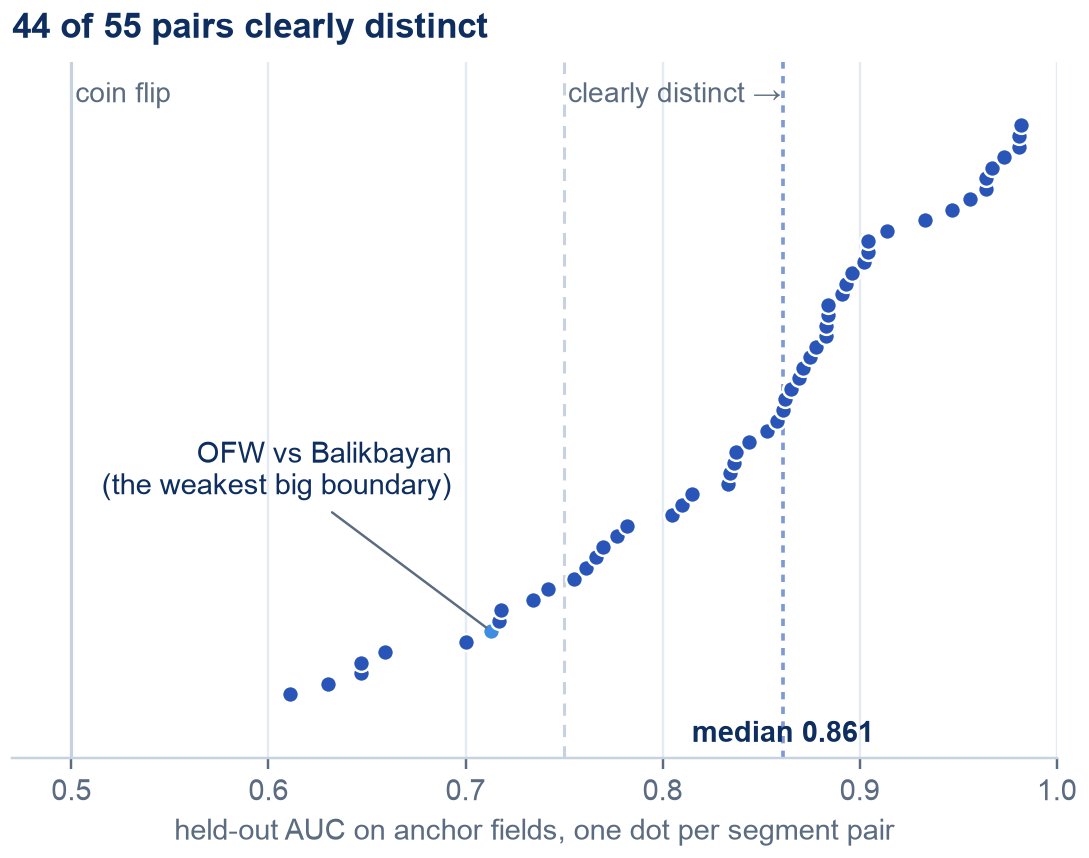 44 of 55 pairs clearly distinct
coin flip
clearly distinct →
OFW vs Balikbayan
(the weakest big boundary)
median 0.861
0.5 0.6 0.7 0.8 0.9 1.0
held-out AUC on anchor fields, one dot per segment pair